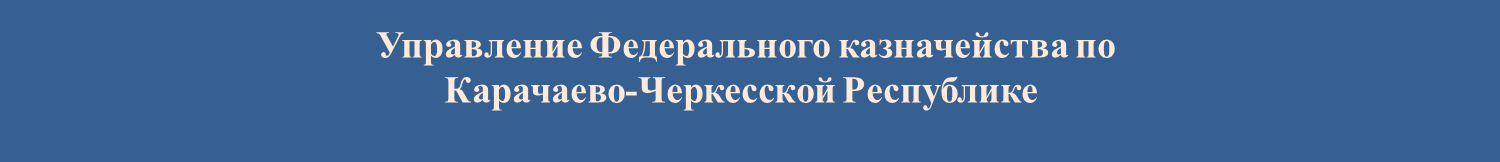 Управление Федерального казначейства по
Карачаево-Черкесской Республике